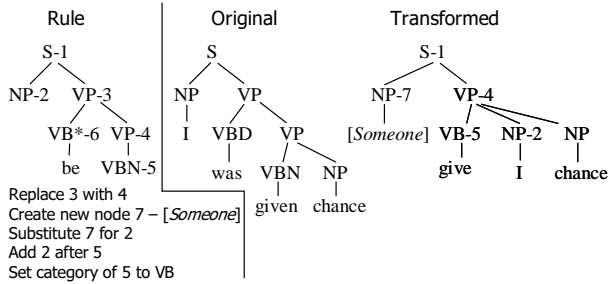 Rule Original Transformed
S-1 S S-1
NP-2 VP-3 NP VP NP-7 VP-4
VB*-6 VP-4 I VBD VP [Someone] VB-5 NP-2 NP
be VBN-5 was VBN NP give I chance
given chance
Replace 3 with 4
Create new node 7 – [Someone]
Substitute 7 for 2
Add 2 after 5
Set category of 5 to VB